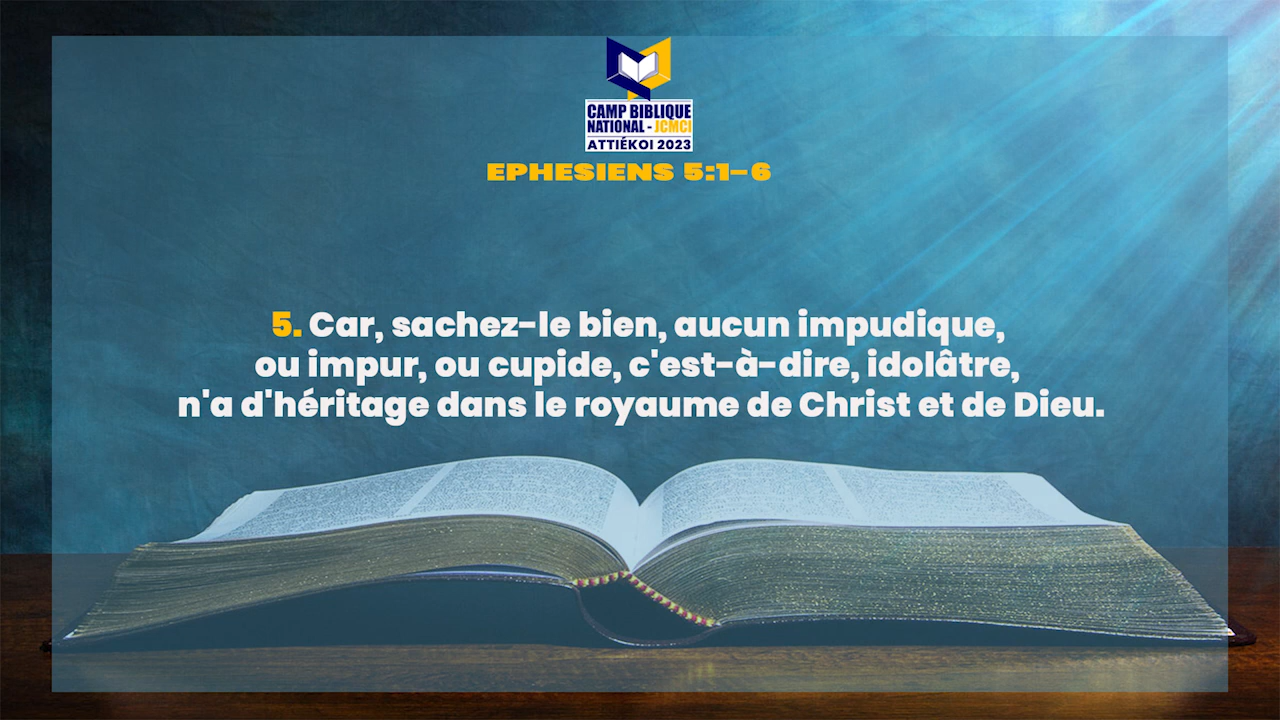 CAMP BIBLIQUE
NATIONAL - JCMCI
ATTIÉKOI 2023
EPHESIENS 5:1-6
5. Car, sachez-le bien, aucun impudique,
ou impur, ou cupide, c'est-à-dire, idolâtre,
n'a d'héritage dans le royaume de Christ et de Dieu.